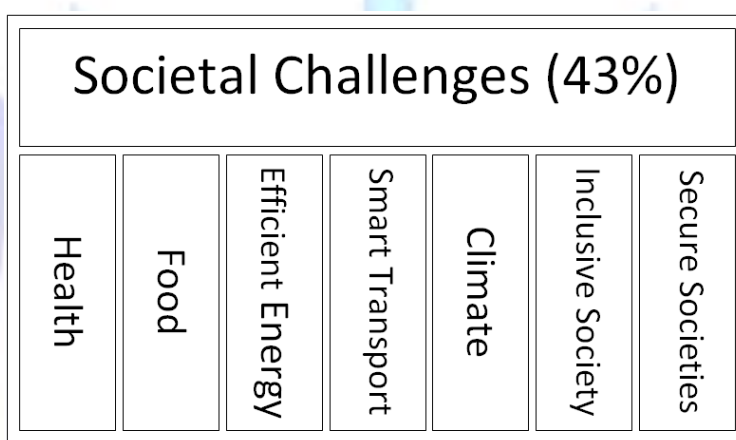 Societal Challenges (43%)
Health
Food
Efficient Energy
Smart Transport
Climate
Inclusive Society
Secure Societies